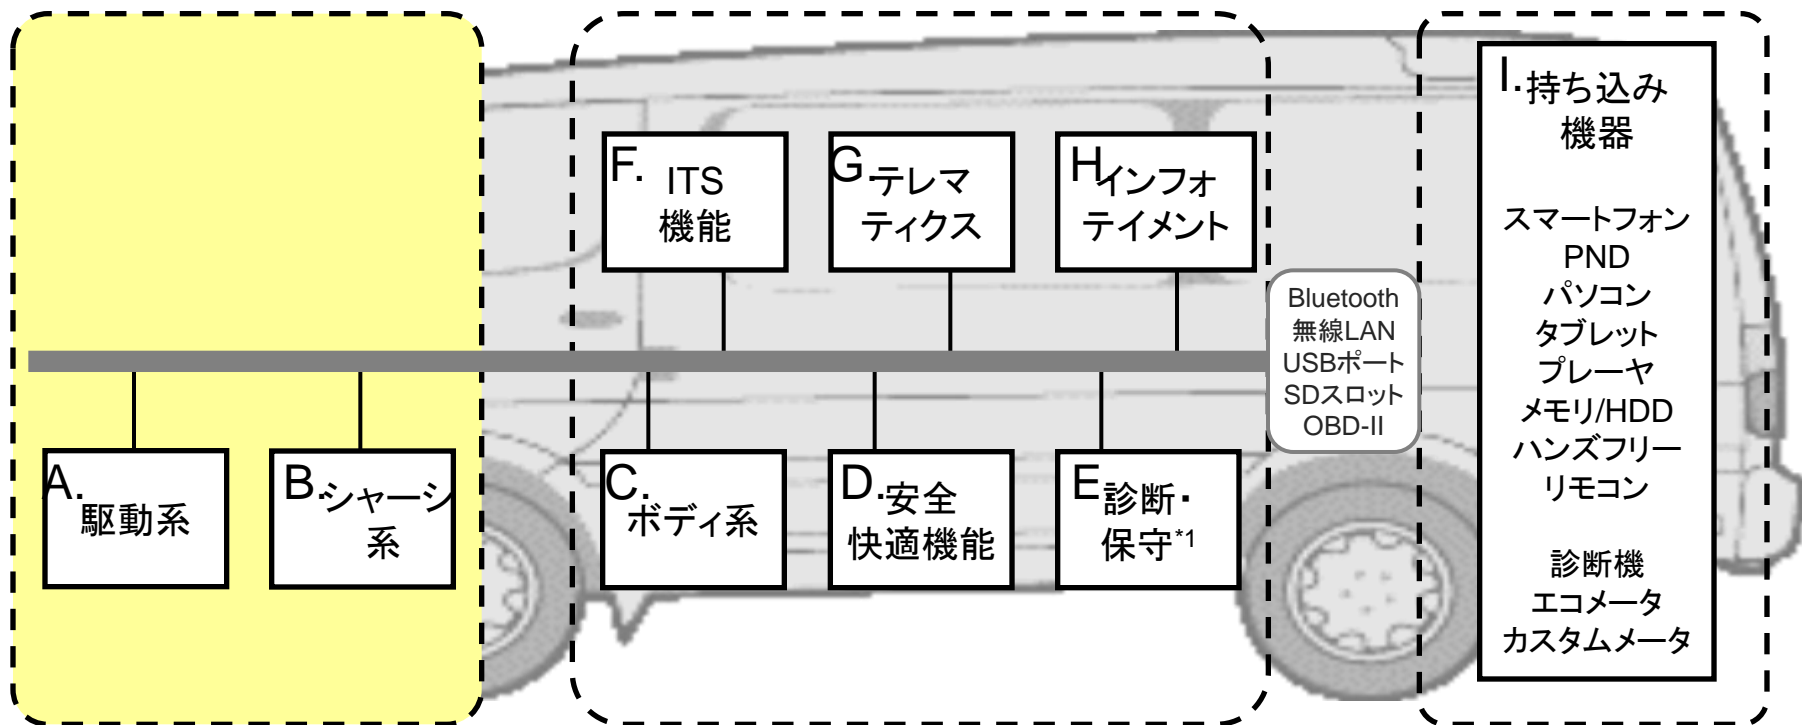 F. ITS
機能
G. テレマ
ティクス
H インフォ
テイメント
I. 持ち込み
機器
スマートフォン
PND
パソコン
タブレット
プレーヤ
メモリ/HDD
ハンズフリー
リモコン
診断機
エコメータ
カスタムメータ
Bluetooth
無線LAN
USBポート
SDスロット
OBD-II
A. 駆動系
B. シャーシ
系
C. ボディ系
D. 安全
快適機能
E 診断・
保守*1